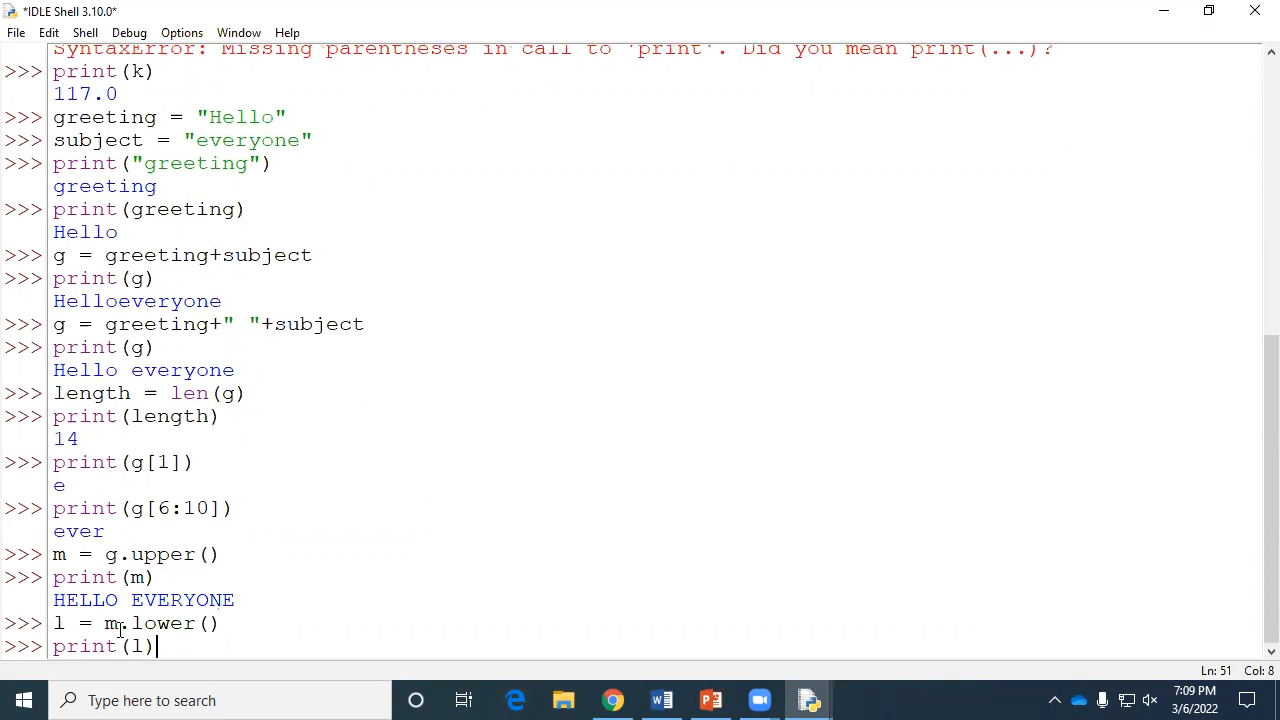 *IDLE Shell 3.10.0*
File Edit Shell Debug Options Window Help
SyntaxError: Missing parentheses in call to 'print'. Did you mean print(...)?
>>> print(k)
117.0
>>> greeting = "Hello"
>>> subject = "everyone"
>>> print("greeting")
greeting
>>> print(greeting)
Hello
>>> g = greeting+subject
>>> print(g)
Helloeveryone
>>> g = greeting+" "+subject
>>> print(g)
Hello everyone
>>> length = len(g)
>>> print(length)
14
>>> print(g[1])
e
>>> print(g[6:10])
ever
>>> m = g.upper()
>>> print(m)
HELLO EVERYONE
>>> l = m.lower()
>>> print(l)
Ln: 51 Col: 8
Type here to search
7:09 PM
3/6/2022